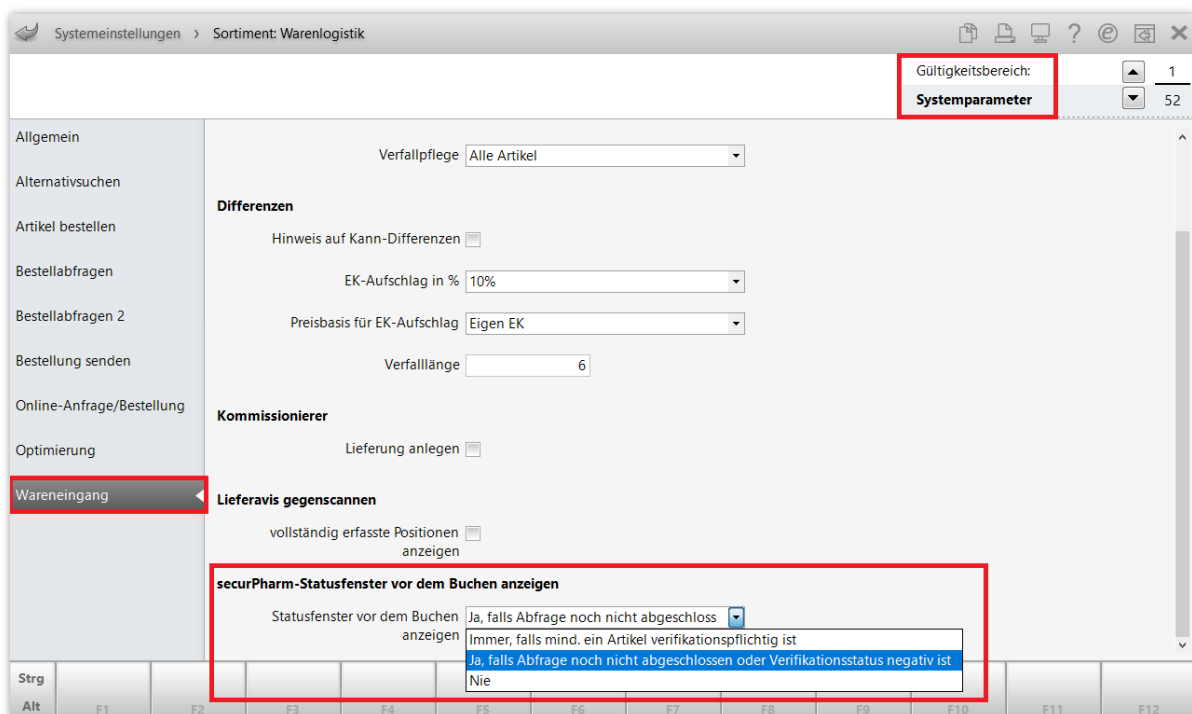 Systemeinstellungen › Sortiment: Warenlogistik
Gültigkeitsbereich: 1
Systemparameter 52
Allgemein
Alternativsuchen
Artikel bestellen
Bestellabfragen
Bestellabfragen 2
Bestellung senden
Online-Anfrage/Bestellung
Optimierung
Wareneingang
Verfallpflege Alle Artikel
Differenzen
Hinweis auf Kann-Differenzen
EK-Aufschlag in % 10%
Preisbasis für EK-Aufschlag Eigen EK
Verfalllänge 6
Kommissionierer
Lieferung anlegen
Lieferavis gegenscannen
vollständig erfasste Positionen
anzeigen
securPharm-Statusfenster vor dem Buchen anzeigen
Statusfenster vor dem Buchen Ja, falls Abfrage noch nicht abgeschloss
anzeigen
Immer, falls mind. ein Artikel verifikationspflichtig ist
Ja, falls Abfrage noch nicht abgeschlossen oder Verifikationsstatus negativ ist
Nie
Strg
Alt F1 F2 F3 F4 F5 F6 F7 F8 F9 F10 F11 F12